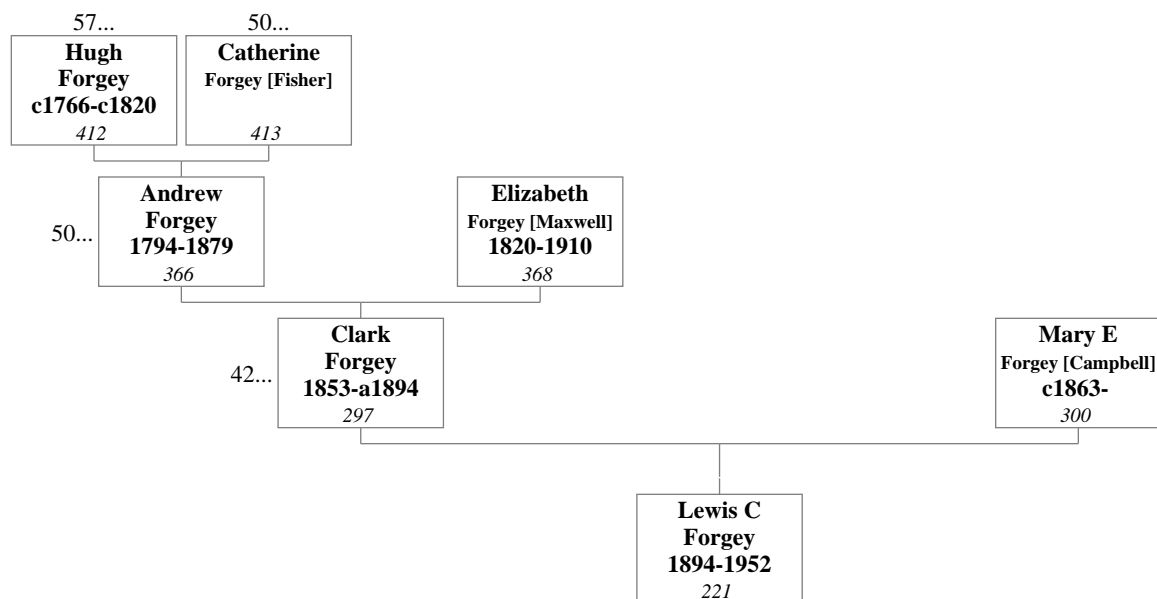 57...
50...
Hugh
Forgey
c1766-c1820
412
Catherine
Forgey [Fisher]
413
50...
Andrew
Forgey
1794-1879
366
Elizabeth
Forgey [Maxwell]
1820-1910
368
42...
Clark
Forgey
1853-a1894
297
Mary E
Forgey [Campbell]
c1863-
300
Lewis C
Forgey
1894-1952
221